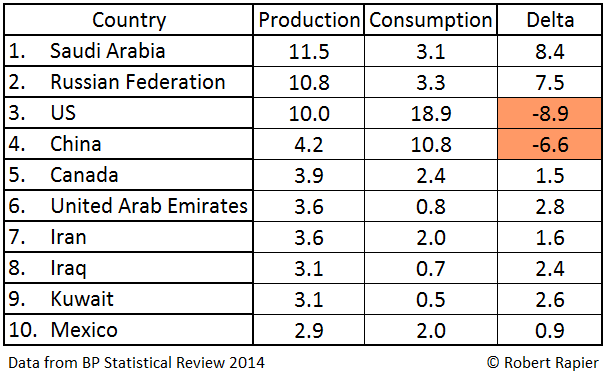 Country Production Consumption Delta
1. Saudi Arabia 11.5 3.1 8.4
2. Russian Federation 10.8 3.3 7.5
3. US 10.0 18.9 -8.9
4. China 4.2 10.8 -6.6
5. Canada 3.9 2.4 1.5
6. United Arab Emirates 3.6 0.8 2.8
7. Iran 3.6 2.0 1.6
8. Iraq 3.1 0.7 2.4
9. Kuwait 3.1 0.5 2.6
10. Mexico 2.9 2.0 0.9
Data from BP Statistical Review 2014 © Robert Rapier